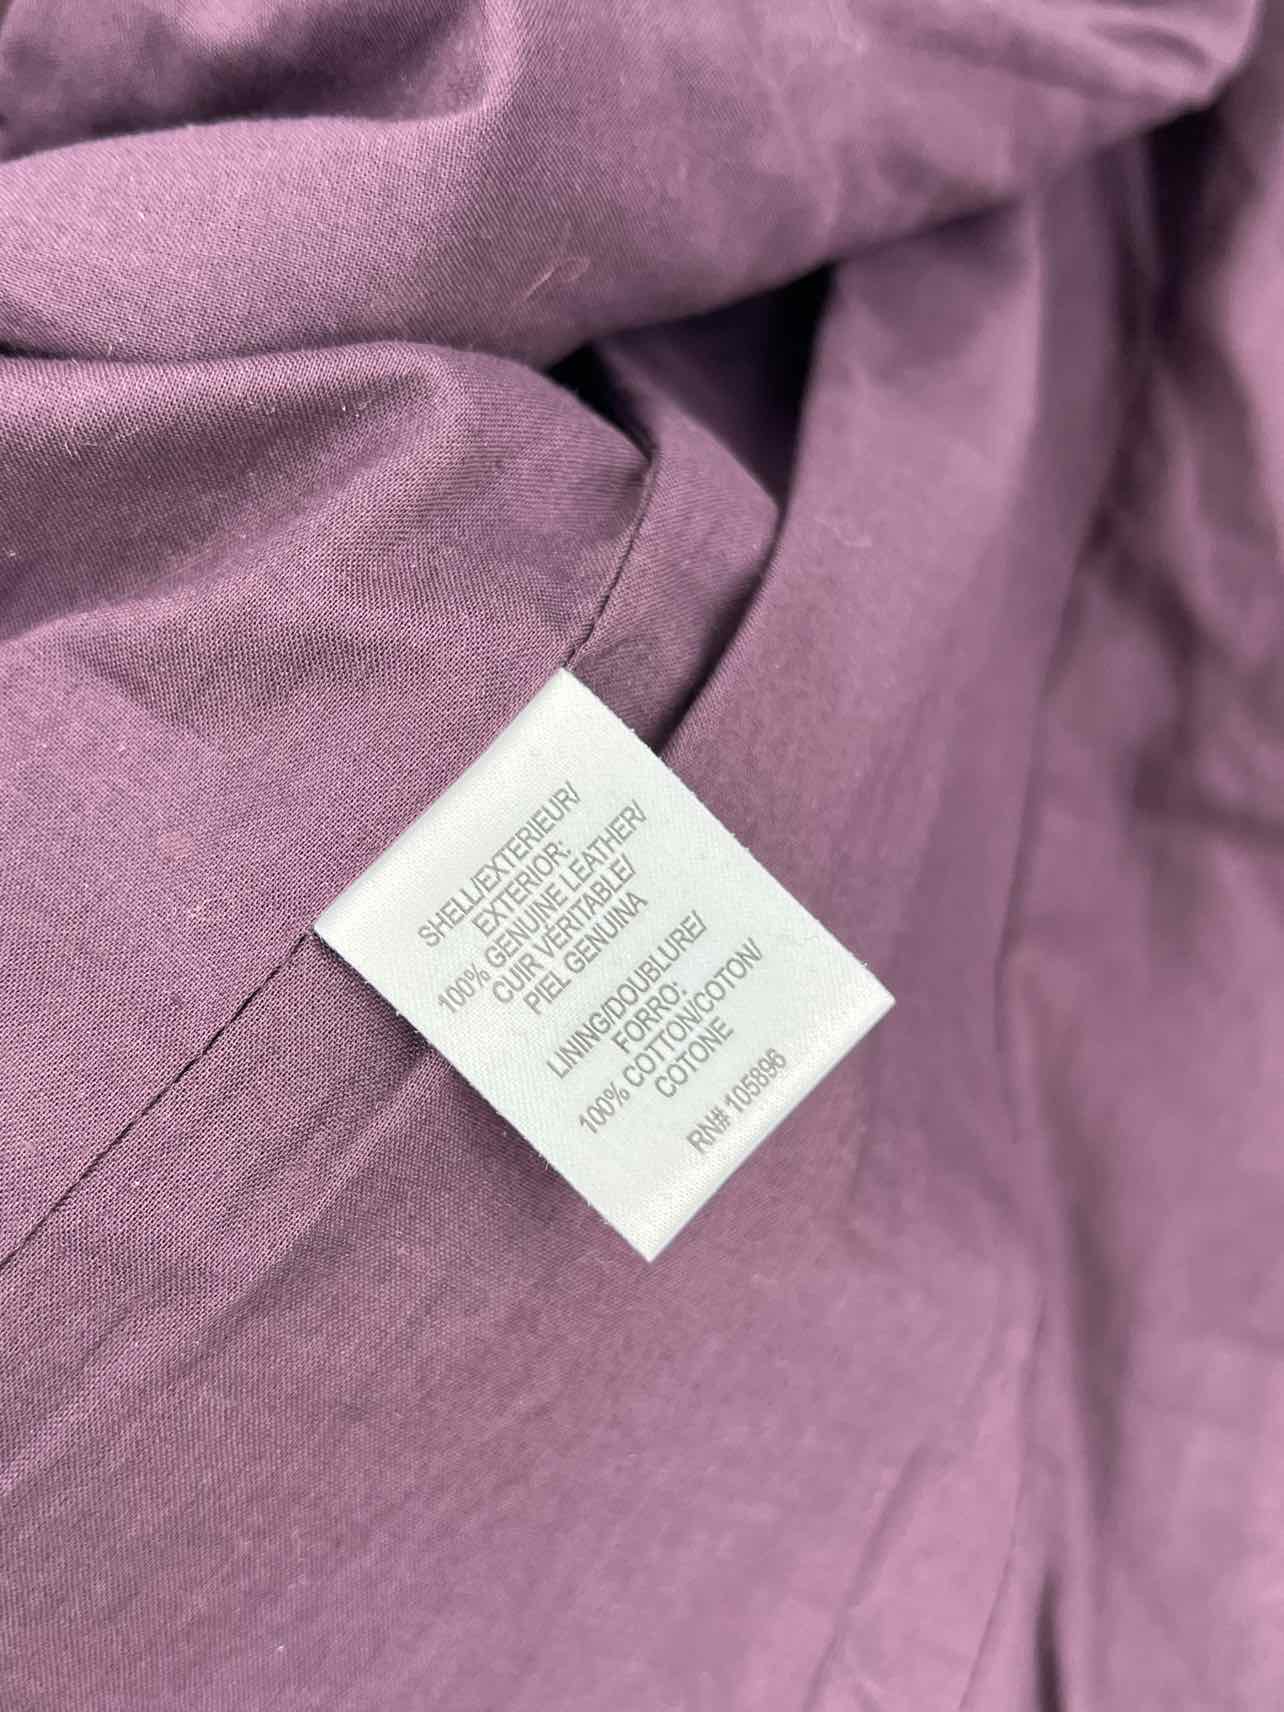 SHELL/EXTERIEUR/
EXTERIOR:
100% GENUINE LEATHER/
CUIR VÉRITABLE/
PIEL GENUINA
LINING/DOUBLURE/
FORRO:
100% COTTON/COTON/
COTONE
RN# 105896